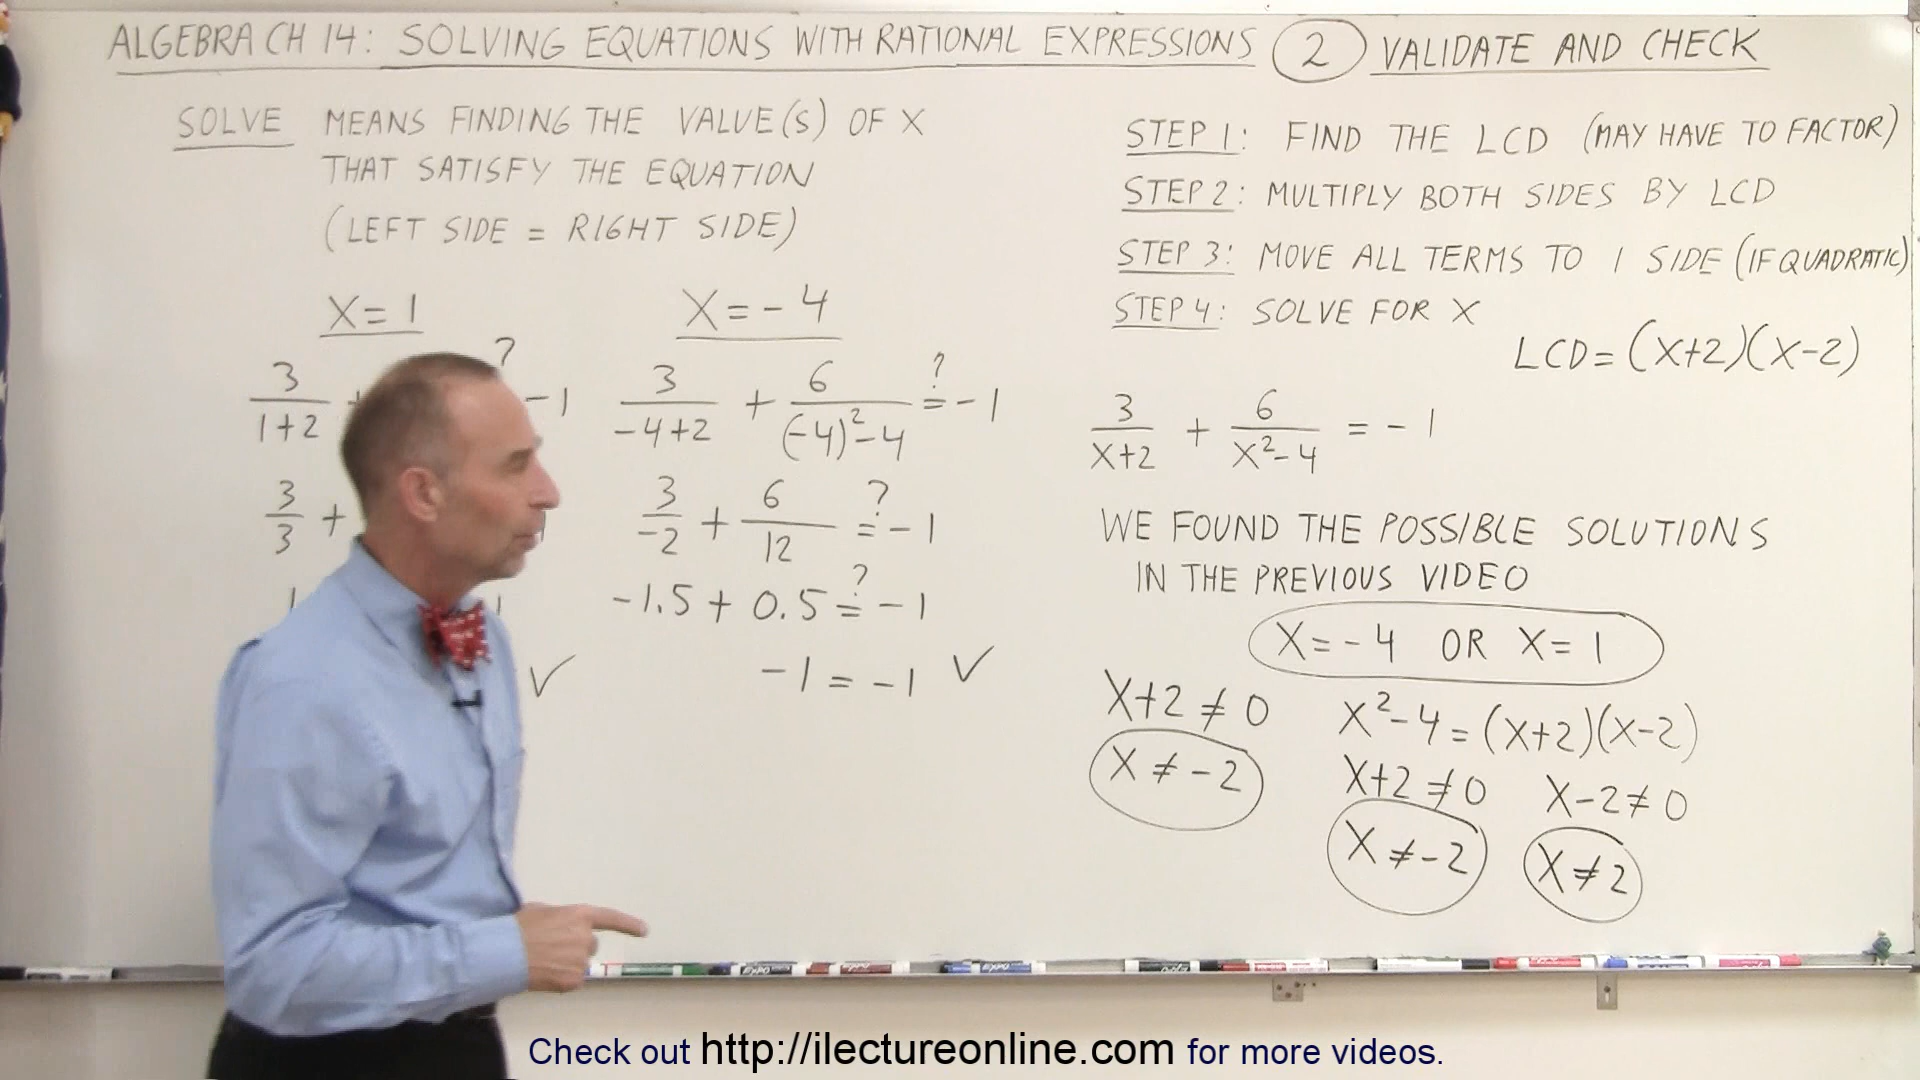 ALGEBRA CH 14: SOLVING EQUATIONS WITH RATIONAL EXPRESSIONS 2 VALIDATE AND CHECK
SOLVE MEANS FINDING THE VALUE(S) OF X
THAT SATISFY THE EQUATION
(LEFT SIDE = RIGHT SIDE)
X = 1
3/(1+2) ? -1
3/3 +
X = -4
3/(-4+2) + 6/((-4)²-4) ?= -1
3/-2 + 6/12 ?= -1
-1.5 + 0.5 ?= -1
-1 = -1 ✓
✓
STEP 1: FIND THE LCD (MAY HAVE TO FACTOR)
STEP 2: MULTIPLY BOTH SIDES BY LCD
STEP 3: MOVE ALL TERMS TO 1 SIDE (IF QUADRATIC)
STEP 4: SOLVE FOR X
LCD = (X+2)(X-2)
3/(X+2) + 6/(X²-4) = -1
WE FOUND THE POSSIBLE SOLUTIONS
IN THE PREVIOUS VIDEO
X = -4 OR X = 1
X+2 ≠ 0
X ≠ -2
X²-4 = (X+2)(X-2)
X+2 ≠ 0 X-2 ≠ 0
X ≠ -2 X ≠ 2
EXPO
EXPO
Check out http://ilectureonline.com for more videos.